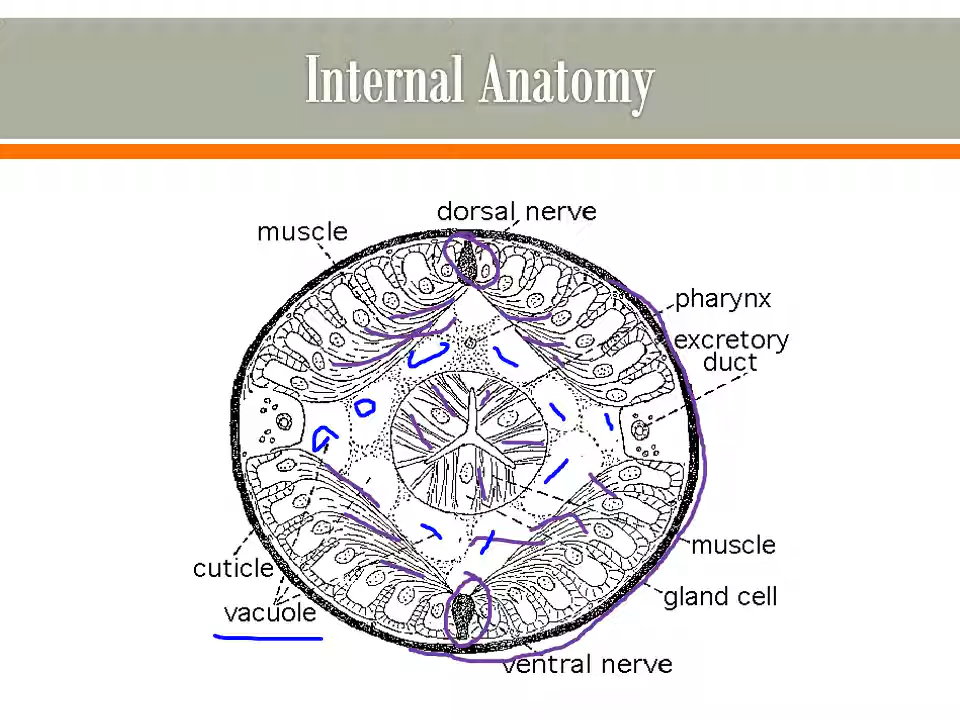 Internal Anatomy
dorsal nerve
muscle
pharynx
excretory
duct
muscle
cuticle
gland cell
vacuole
ventral nerve